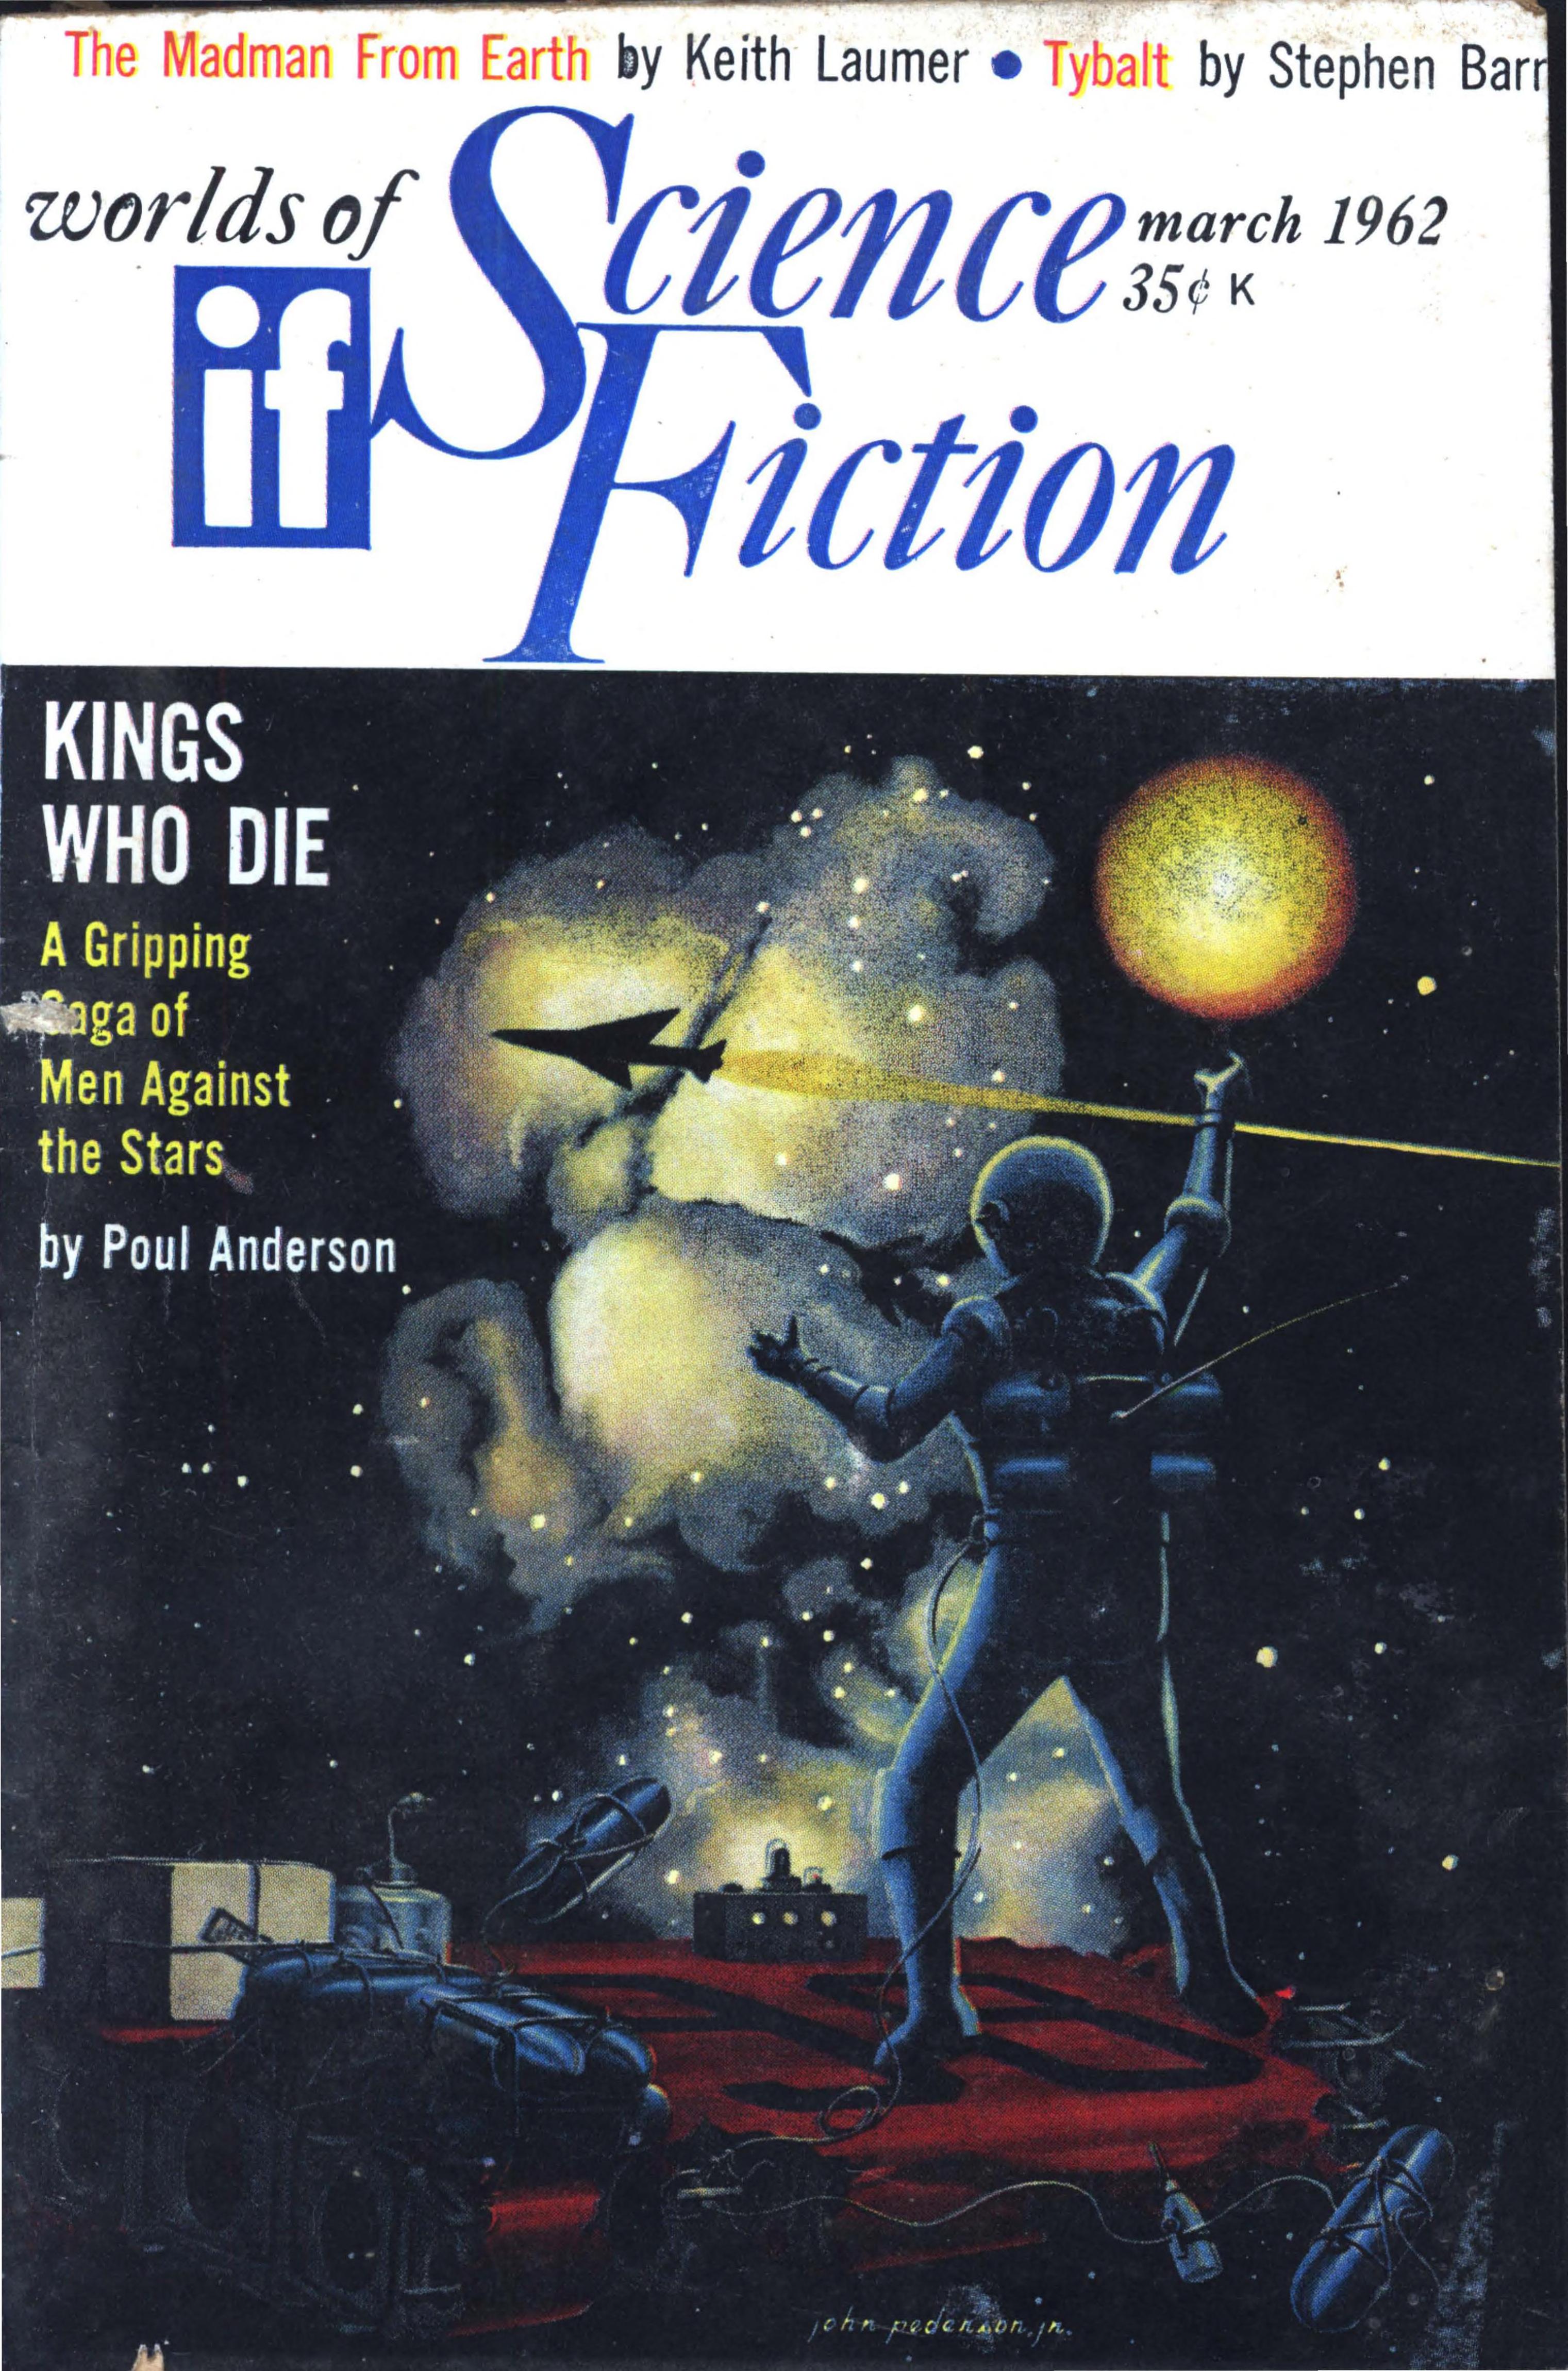 The Madman From Earth by Keith Laumer • Tybalt by Stephen Barr
worlds of
if
Science
Fiction
march 1962
35¢ K
KINGS
WHO DIE
A Gripping
Saga of
Men Against
the Stars
by Poul Anderson
john pederson, jr.